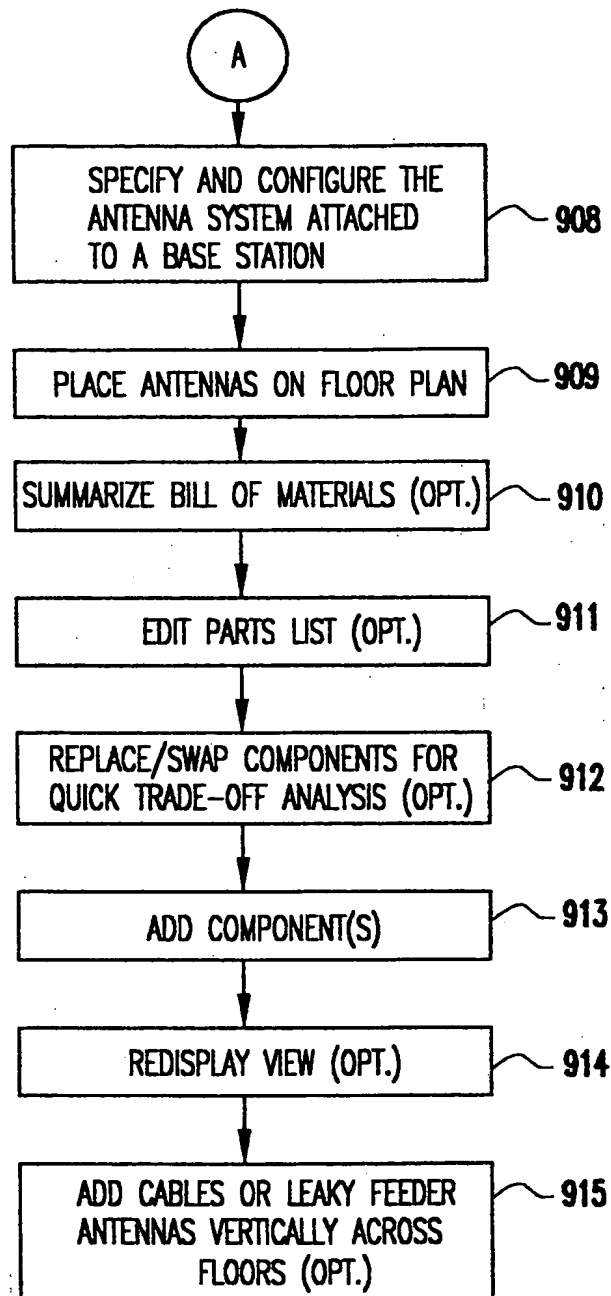 A
SPECIFY AND CONFIGURE THE
ANTENNA SYSTEM ATTACHED
TO A BASE STATION
908
PLACE ANTENNAS ON FLOOR PLAN
909
SUMMARIZE BILL OF MATERIALS (OPT.)
910
EDIT PARTS LIST (OPT.)
911
REPLACE/SWAP COMPONENTS FOR
QUICK TRADE-OFF ANALYSIS (OPT.)
912
ADD COMPONENT(S)
913
REDISPLAY VIEW (OPT.)
914
ADD CABLES OR LEAKY FEEDER
ANTENNAS VERTICALLY ACROSS
FLOORS (OPT.)
915